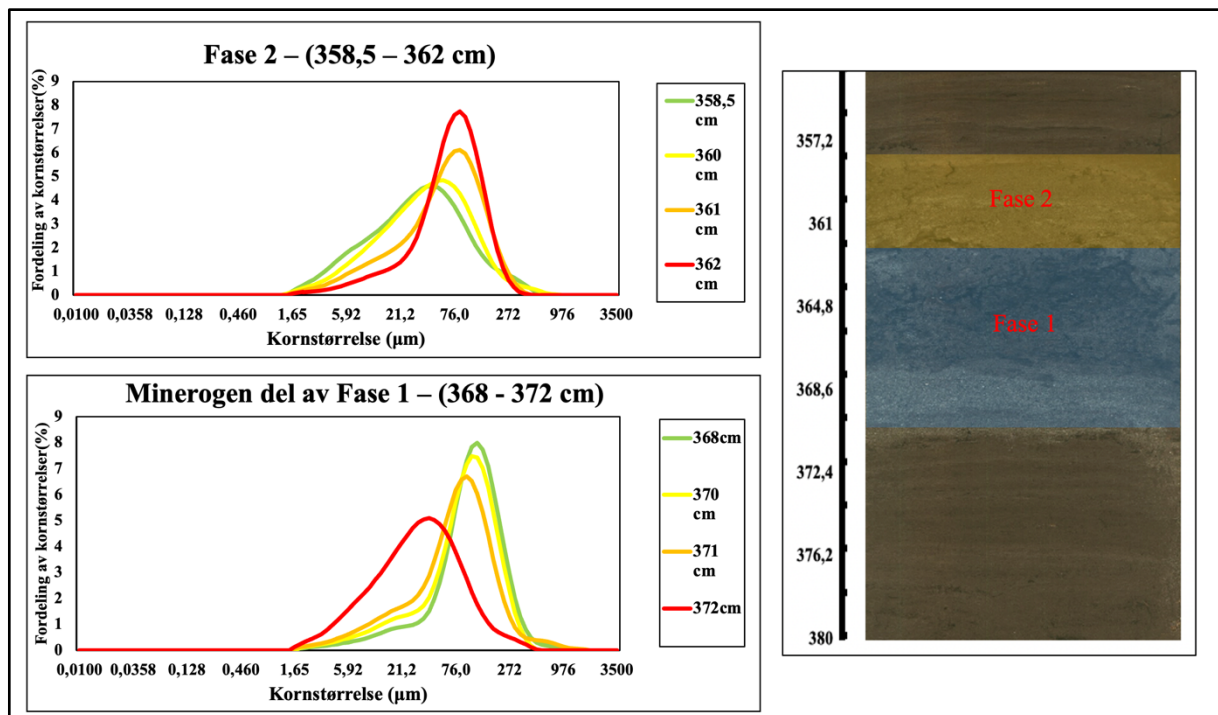 Fase 2 – (358,5 – 362 cm)
Fordeling av kornstørrelser(%)
9
8
7
6
5
4
3
2
1
0
0,0100 0,0358 0,128 0,460 1,65 5,92 21,2 76,0 272 976 3500
Kornstørrelse (µm)
358,5
cm
360
cm
361
cm
362
cm
Minerogen del av Fase 1 – (368 - 372 cm)
Fordeling av kornstørrelser(%)
9
8
7
6
5
4
3
2
1
0
0,0100 0,0358 0,128 0,460 1,65 5,92 21,2 76,0 272 976 3500
Kornstørrelse (µm)
368cm
370
cm
371
cm
372cm
357,2
361
364,8
368,6
372,4
376,2
380
Fase 2
Fase 1